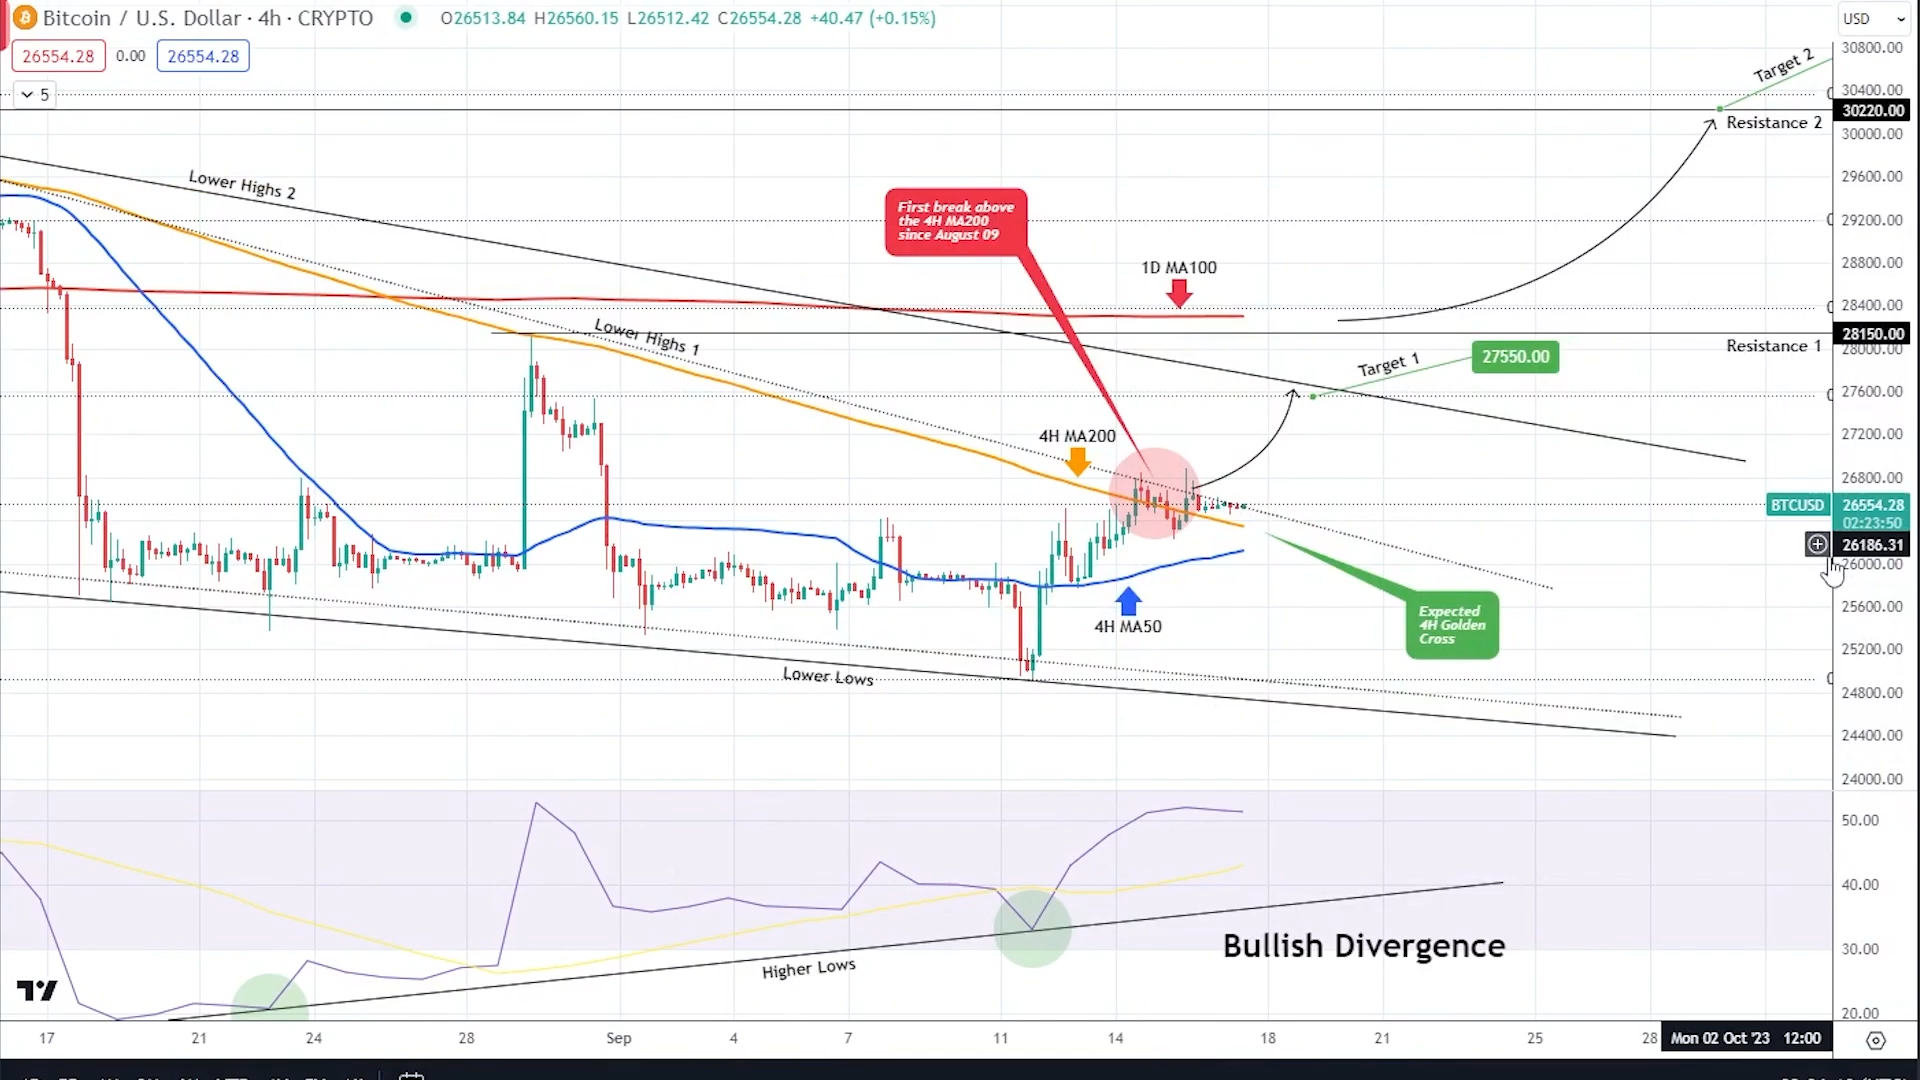 Bitcoin / U.S. Dollar · 4h · CRYPTO
O26513.84 H26560.15 L26512.42 C26554.28 +40.47 (+0.15%)
USD
26554.28 0.00 26554.28
5
30800.00
Target 2
30400.00
30220.00
Resistance 2
30000.00
Lower Highs 2
29600.00
First break above
the 4H MA200
since August 09
29200.00
1D MA100
28800.00
28400.00
Lower Highs 1
28150.00
Resistance 1
28000.00
Target 1
27550.00
27600.00
4H MA200
27200.00
26800.00
BTCUSD
26554.28
02:23:50
26186.31
26000.00
4H MA50
Expected
4H Golden
Cross
25600.00
25200.00
Lower Lows
24800.00
24400.00
24000.00
50.00
40.00
Bullish Divergence
30.00
Higher Lows
20.00
17 21 24 28 Sep 4 7 11 14 18 21 25 28 Mon 02 Oct '23 12:00